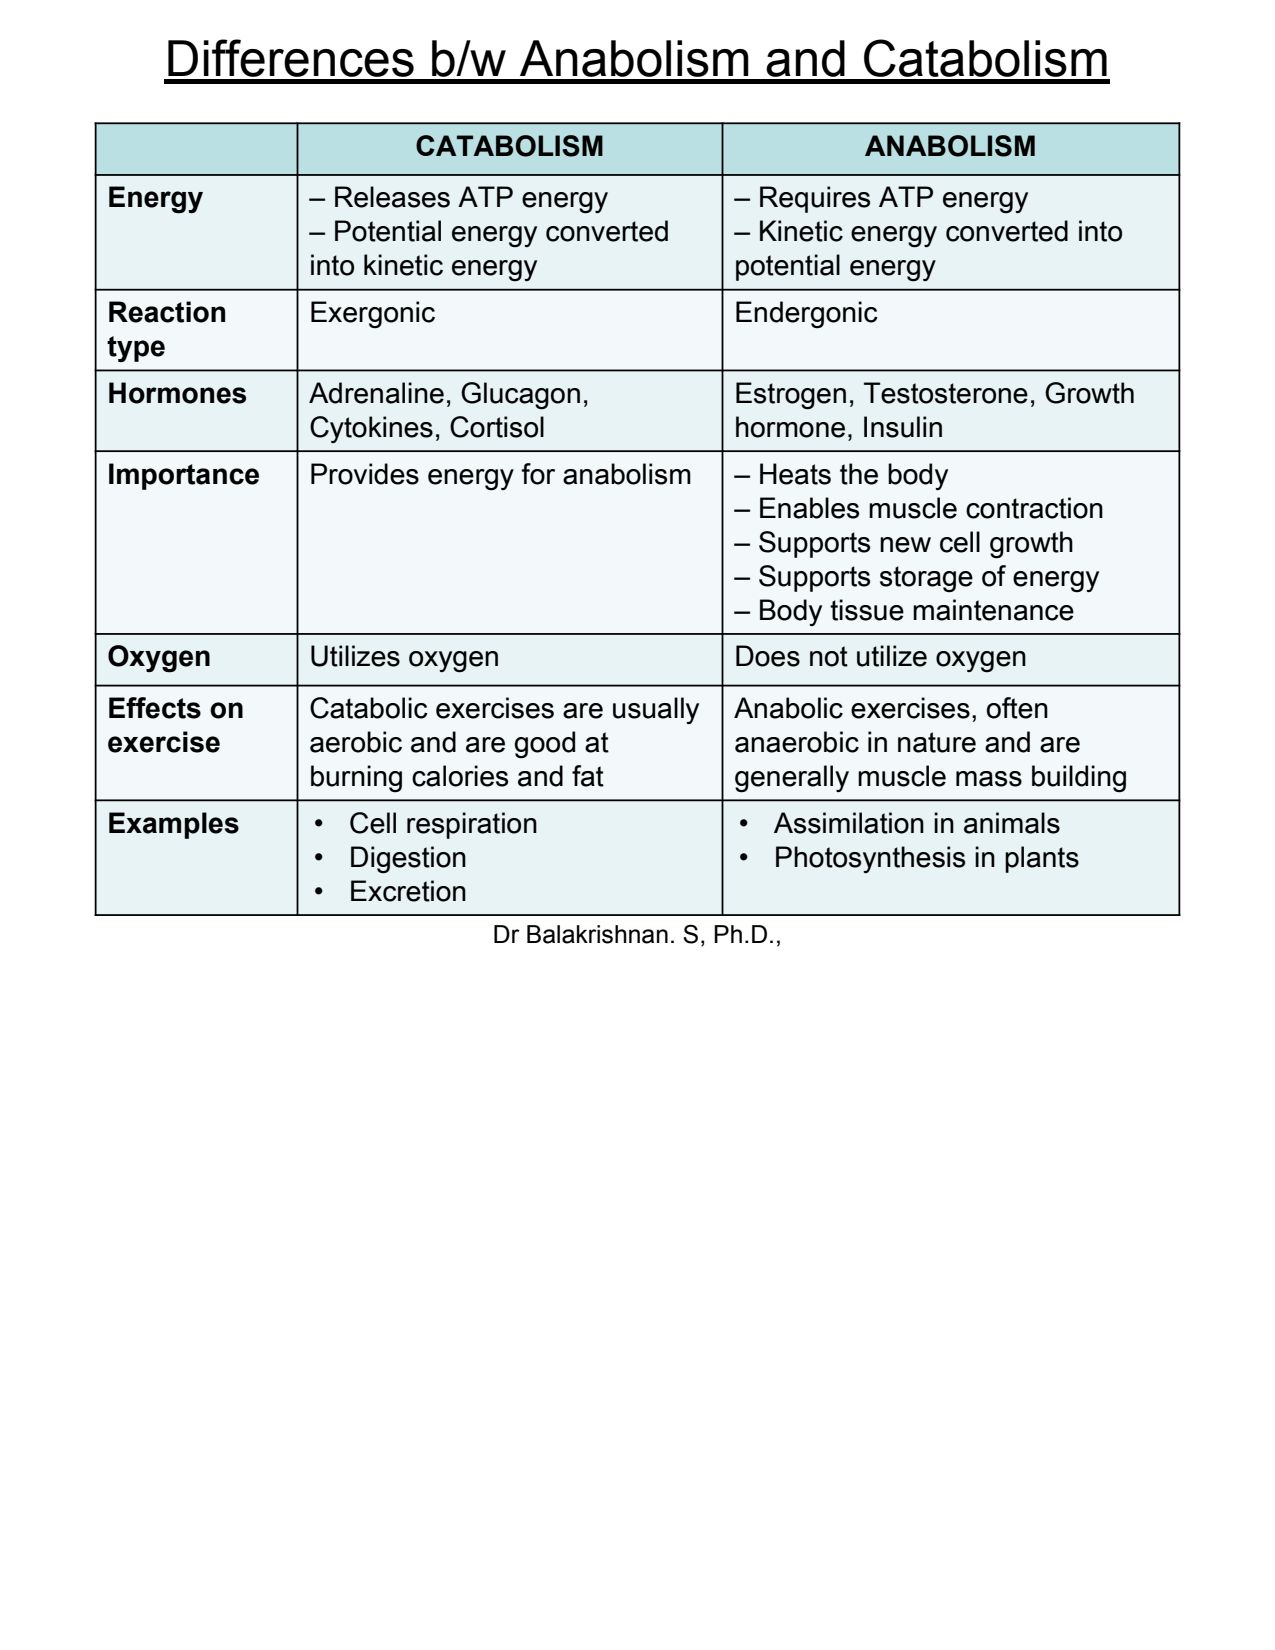 Differences b/w Anabolism and Catabolism
CATABOLISM
ANABOLISM
Energy
– Releases ATP energy
– Potential energy converted
into kinetic energy
– Requires ATP energy
– Kinetic energy converted into
potential energy
Reaction
type
Exergonic
Endergonic
Hormones
Adrenaline, Glucagon,
Cytokines, Cortisol
Estrogen, Testosterone, Growth
hormone, Insulin
Importance
Provides energy for anabolism
– Heats the body
– Enables muscle contraction
– Supports new cell growth
– Supports storage of energy
– Body tissue maintenance
Oxygen
Utilizes oxygen
Does not utilize oxygen
Effects on
exercise
Catabolic exercises are usually
aerobic and are good at
burning calories and fat
Anabolic exercises, often
anaerobic in nature and are
generally muscle mass building
Examples
• Cell respiration
• Digestion
• Excretion
• Assimilation in animals
• Photosynthesis in plants
Dr Balakrishnan. S, Ph.D.,